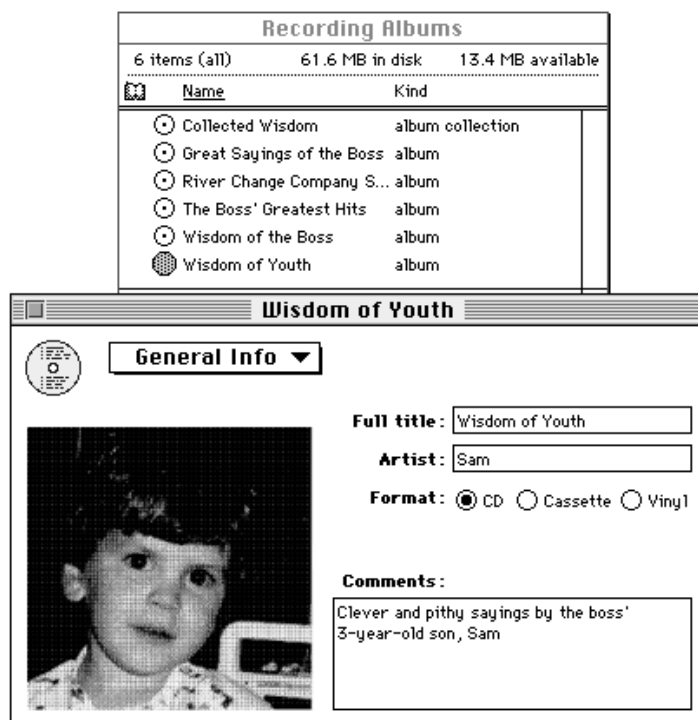 Recording Albums
6 items (all) 61.6 MB in disk 13.4 MB available
Name Kind
Collected Wisdom album collection
Great Sayings of the Boss album
River Change Company S... album
The Boss' Greatest Hits album
Wisdom of the Boss album
Wisdom of Youth album
Wisdom of Youth
General Info
Full title: Wisdom of Youth
Artist: Sam
Format: CD Cassette Vinyl
Comments:
Clever and pithy sayings by the boss'
3-year-old son, Sam